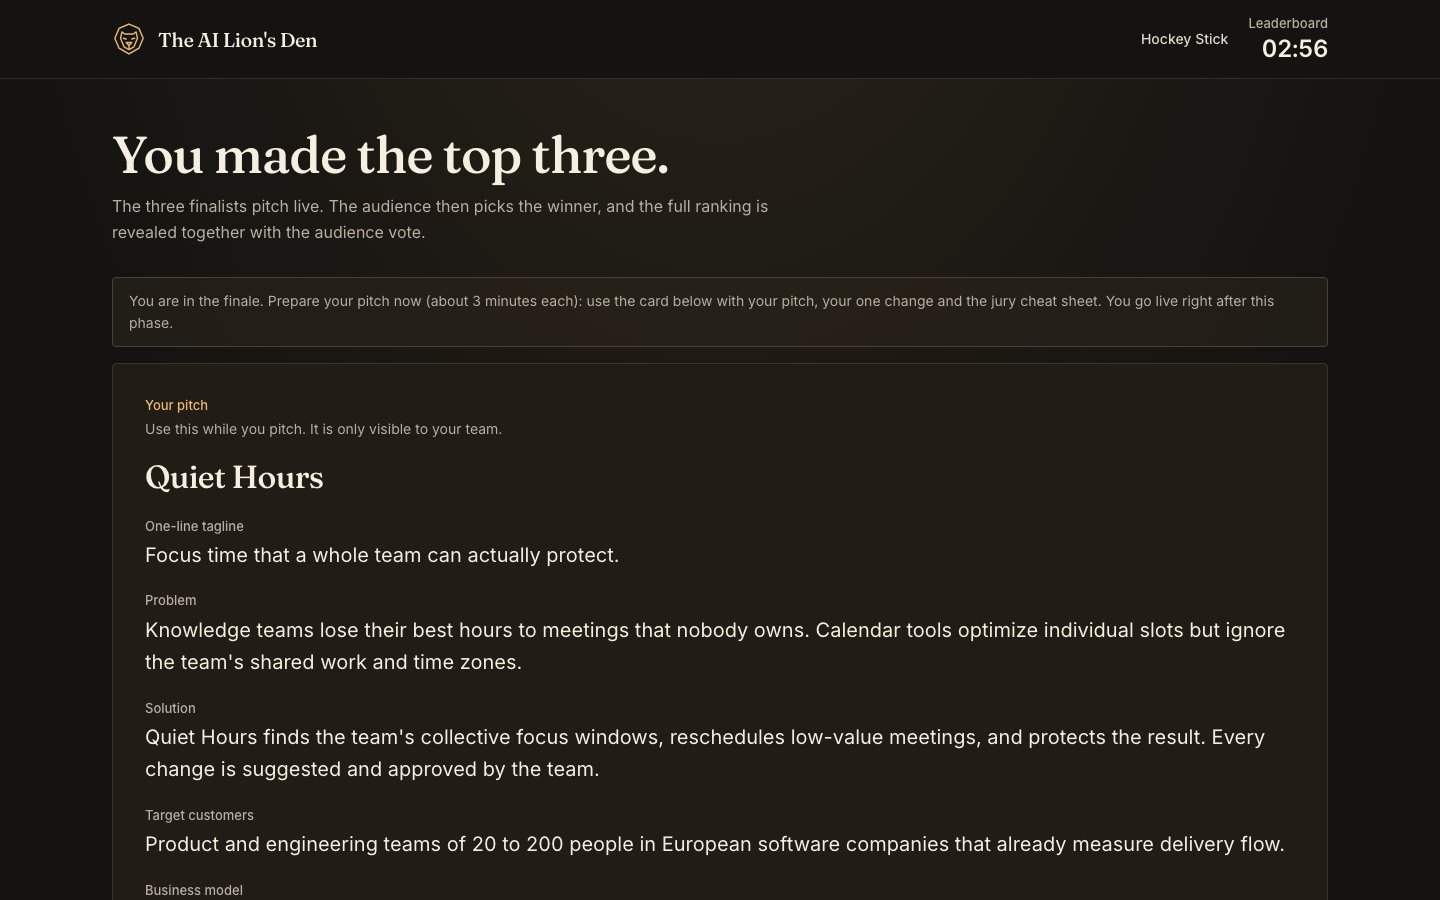 The AI Lion's Den
Hockey Stick
Leaderboard
02:56
You made the top three.
The three finalists pitch live. The audience then picks the winner, and the full ranking is
revealed together with the audience vote.
You are in the finale. Prepare your pitch now (about 3 minutes each): use the card below with your pitch, your one change and the jury cheat sheet. You go live right after this
phase.
Your pitch
Use this while you pitch. It is only visible to your team.
Quiet Hours
One-line tagline
Focus time that a whole team can actually protect.
Problem
Knowledge teams lose their best hours to meetings that nobody owns. Calendar tools optimize individual slots but ignore
the team's shared work and time zones.
Solution
Quiet Hours finds the team's collective focus windows, reschedules low-value meetings, and protects the result. Every
change is suggested and approved by the team.
Target customers
Product and engineering teams of 20 to 200 people in European software companies that already measure delivery flow.
Business model